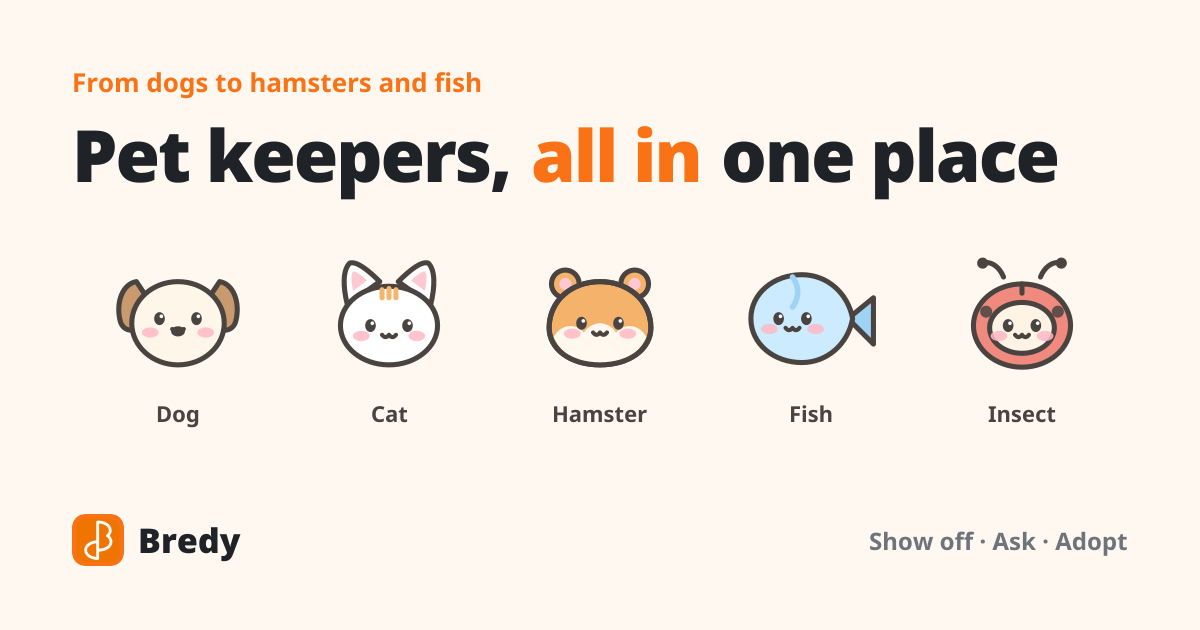 From dogs to hamsters and fish
Pet keepers, all in one place
Dog
Cat
Hamster
Fish
Insect
Bredy
Show off · Ask · Adopt